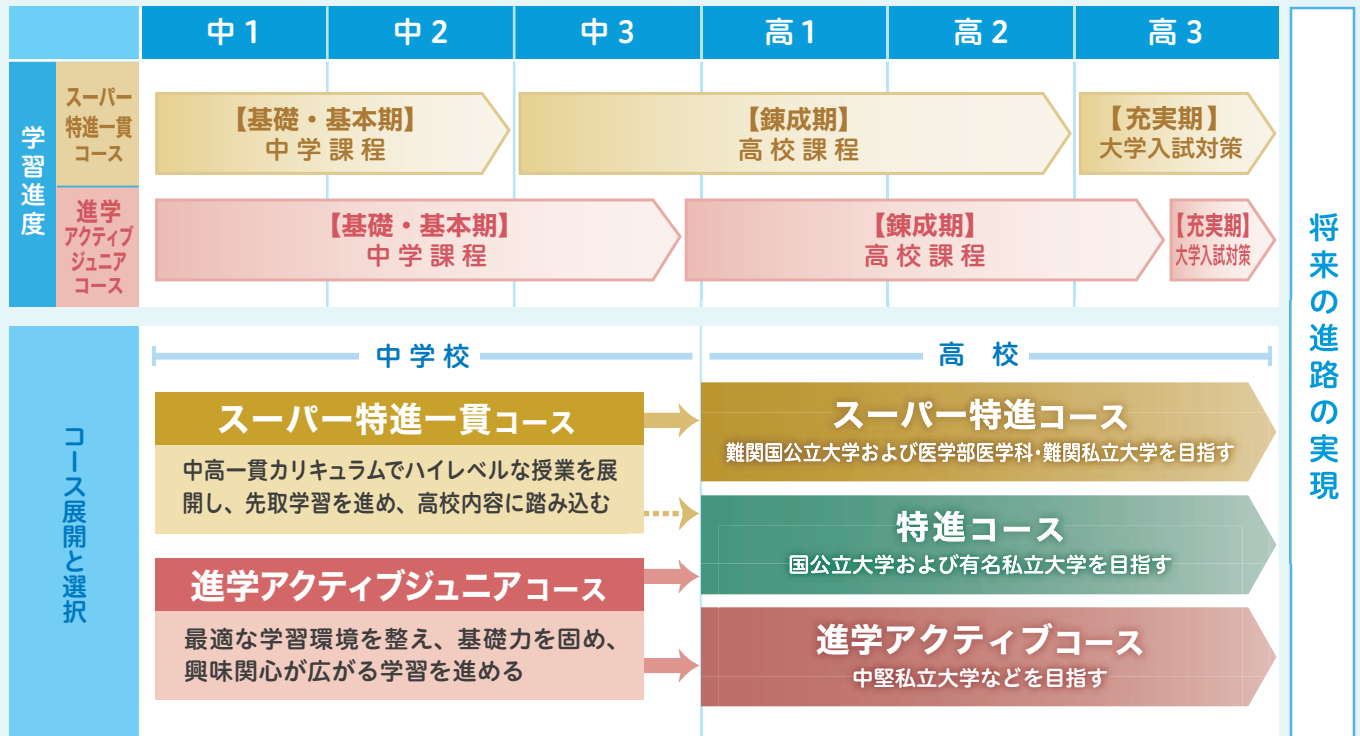 中1 中2 中3 高1 高2 高3
学習進度
スーパー
特進一貫
コース
【基礎・基本期】
中学課程
【錬成期】
高校課程
【充実期】
大学入試対策
進学
アクティブ
ジュニア
コース
【基礎・基本期】
中学課程
【錬成期】
高校課程
【充実期】
大学入試対策
コース展開と選択
中学校
高 校
スーパー特進一貫コース
中高一貫カリキュラムでハイレベルな授業を展
開し、先取学習を進め、高校内容に踏み込む
進学アクティブジュニアコース
最適な学習環境を整え、基礎力を固め、
興味関心が広がる学習を進める
スーパー特進コース
難関国公立大学および医学部医学科・難関私立大学を目指す
特進コース
国公立大学および有名私立大学を目指す
進学アクティブコース
中堅私立大学などを目指す
将来の進路の実現